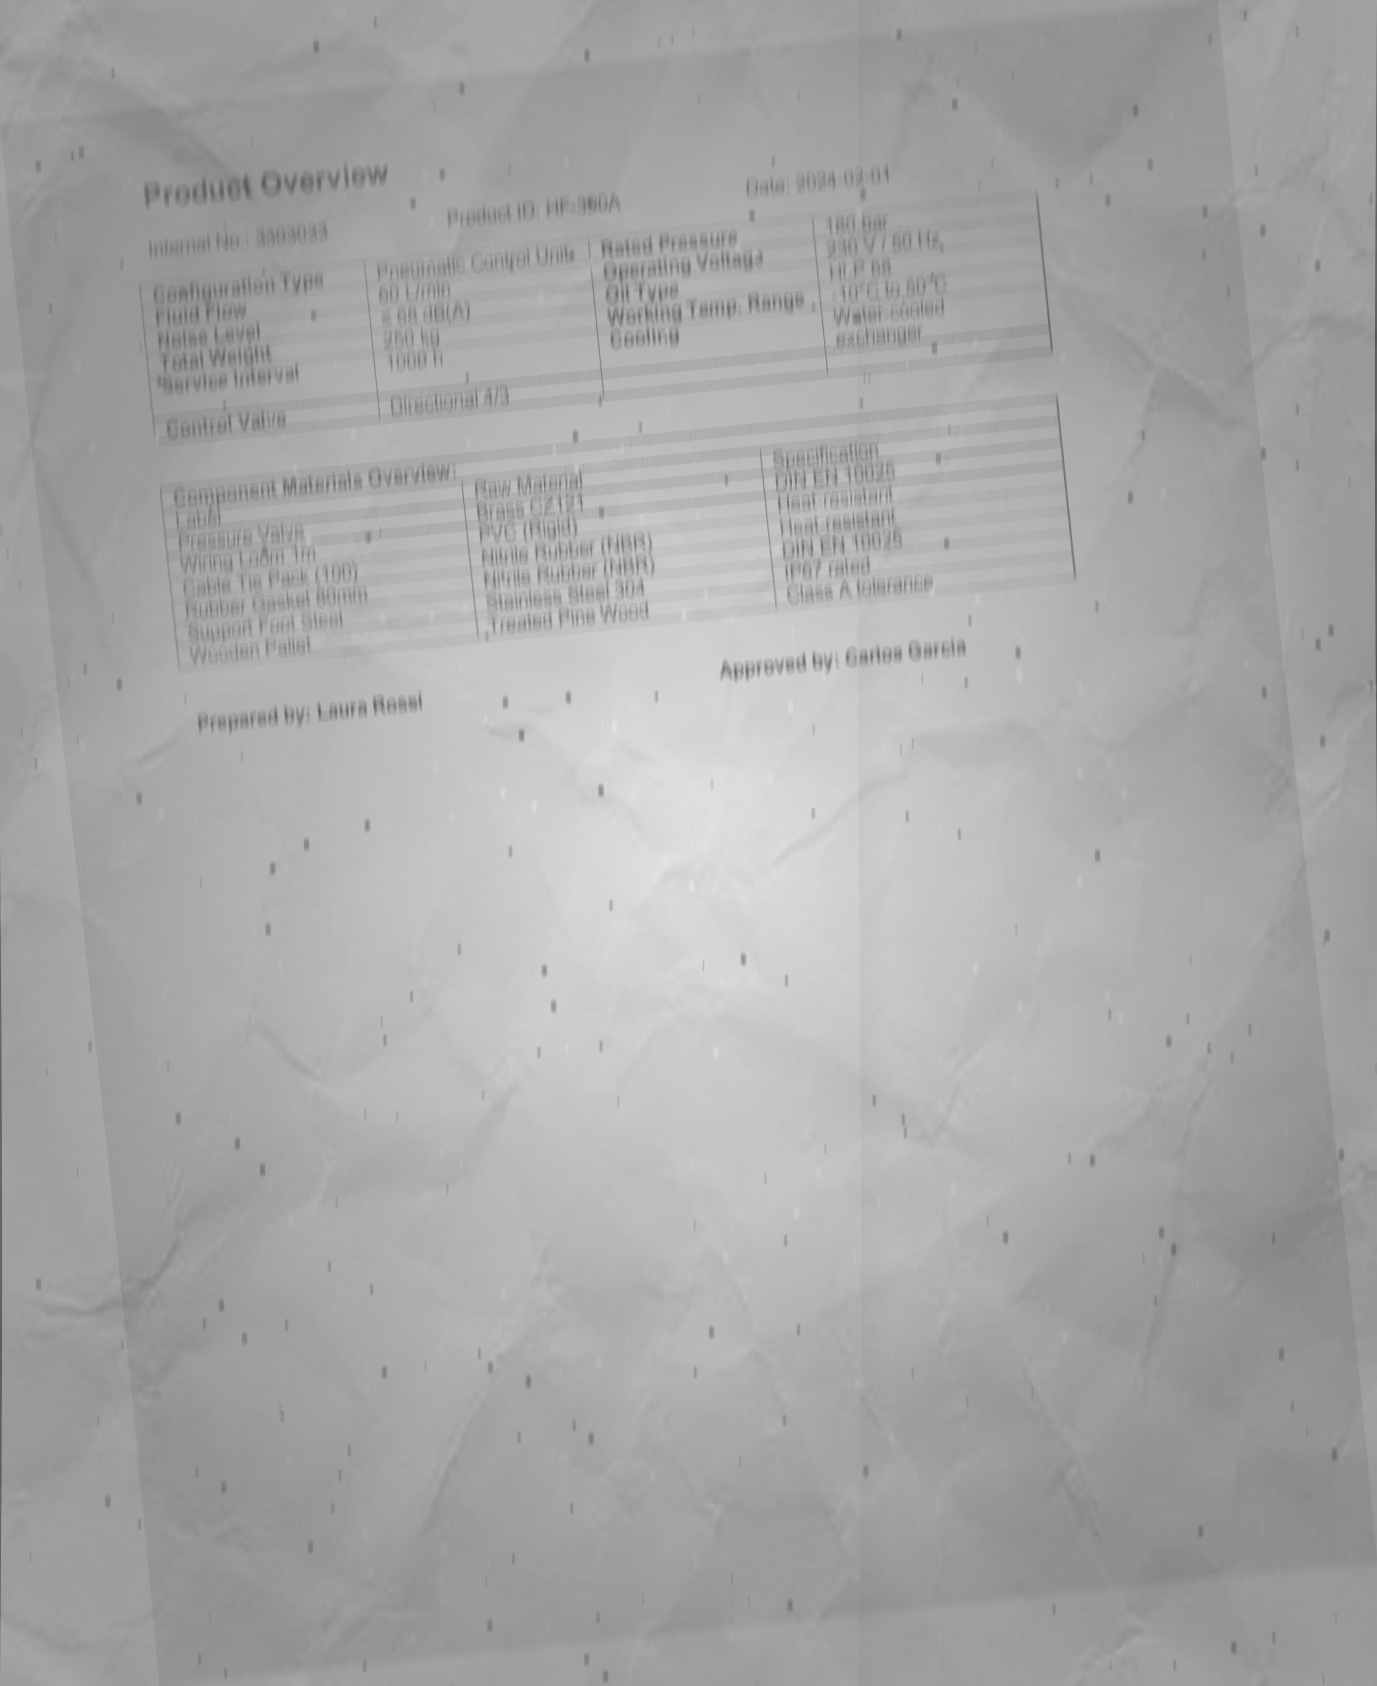 Product Overview
Internal No.: 3303033 Product ID: HF-350A Date: 2024-02-01
Configuration Type Pneumatic Control Unit Rated Pressure 180 bar
Fluid Flow 60 L/min Operating Voltage 230 V / 50 Hz
Noise Level ≤ 68 dB(A) Oil Type HLP 68
Total Weight 250 kg Working Temp. Range -10°C to 60°C
Service Interval 1000 h Cooling Water-cooled exchanger
Control Valve Directional 4/3
Component Materials Overview:
Label Raw Material Specification
Pressure Valve Brass CZ121 DIN EN 10025
Wiring Loom 1m PVC (Rigid) Heat-resistant
Cable Tie Pack (100) Nitrile Rubber (NBR) Heat-resistant
Rubber Gasket 80mm Nitrile Rubber (NBR) DIN EN 10025
Support Foot Steel Stainless Steel 304 IP67 rated
Wooden Pallet Treated Pine Wood Class A tolerance
Prepared by: Laura Rossi Approved by: Carlos Garcia